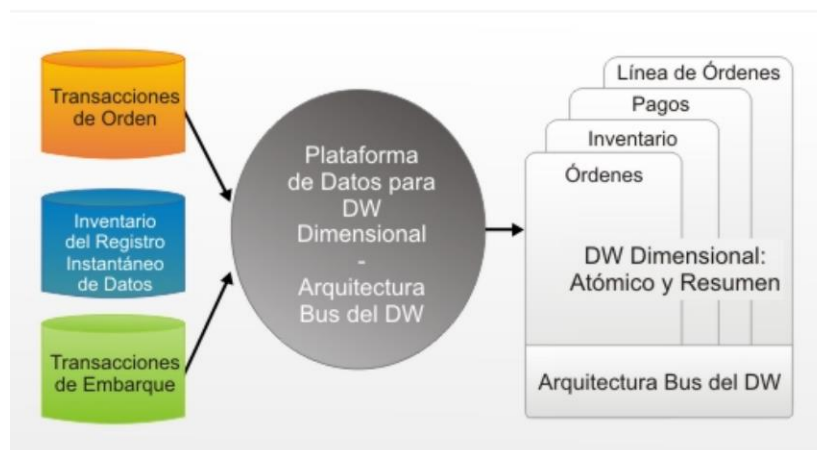 Transacciones
de Orden
Inventario
del Registro
Instantáneo
de Datos
Transacciones
de Embarque
Plataforma
de Datos para
DW
Dimensional
-
Arquitectura
Bus del DW
Línea de Órdenes
Pagos
Inventario
Órdenes
DW Dimensional:
Atómico y Resumen
Arquitectura Bus del DW